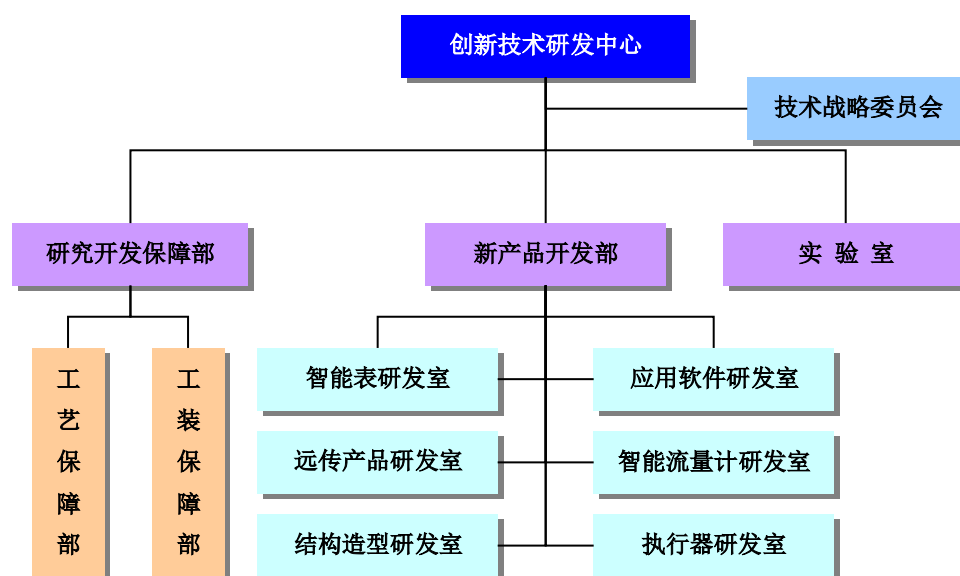 创新技术研发中心
技术战略委员会
研究开发保障部
新产品开发部
实 验 室
工艺保障部
工装保障部
智能表研发室
应用软件研发室
远传产品研发室
智能流量计研发室
结构造型研发室
执行器研发室